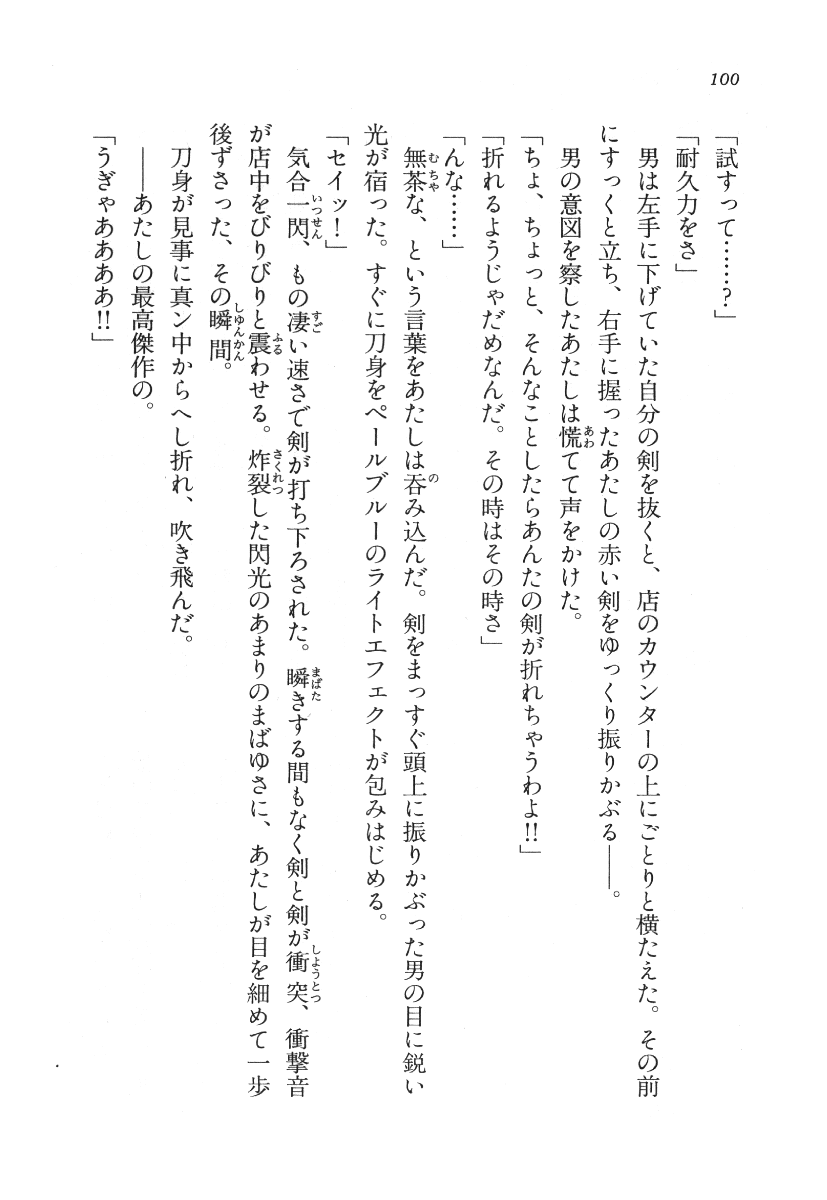 100
「試すって……？」
「耐久力をさ」
　男は左手に下げていた自分の剣を抜くと、店のカウンターの上にごとりと横たえた。その前
にすっくと立ち、右手に握ったあたしの赤い剣をゆっくり振りかぶる――。
　男の意図を察したあたしは慌てて声をかけた。
「ちょ、ちょっと、そんなことしたらあんたの剣が折れちゃうわよ!!」
「折れるようじゃだめなんだ。その時はその時さ」
「んな……」
　無茶な、という言葉をあたしは呑み込んだ。剣をまっすぐ頭上に振りかぶった男の目に鋭い
光が宿った。すぐに刀身をペールブルーのライトエフェクトが包みはじめる。
「セイッ！」
　気合一閃、もの凄い速さで剣が打ち下ろされた。瞬きする間もなく剣と剣が衝突、衝撃音
が店中をびりびりと震わせる。炸裂した閃光のあまりのまばゆさに、あたしが目を細めて一歩
後ずさった、その瞬間。
　刀身が見事に真ン中からへし折れ、吹き飛んだ。
　――あたしの最高傑作の。
「うぎゃああああ!!」